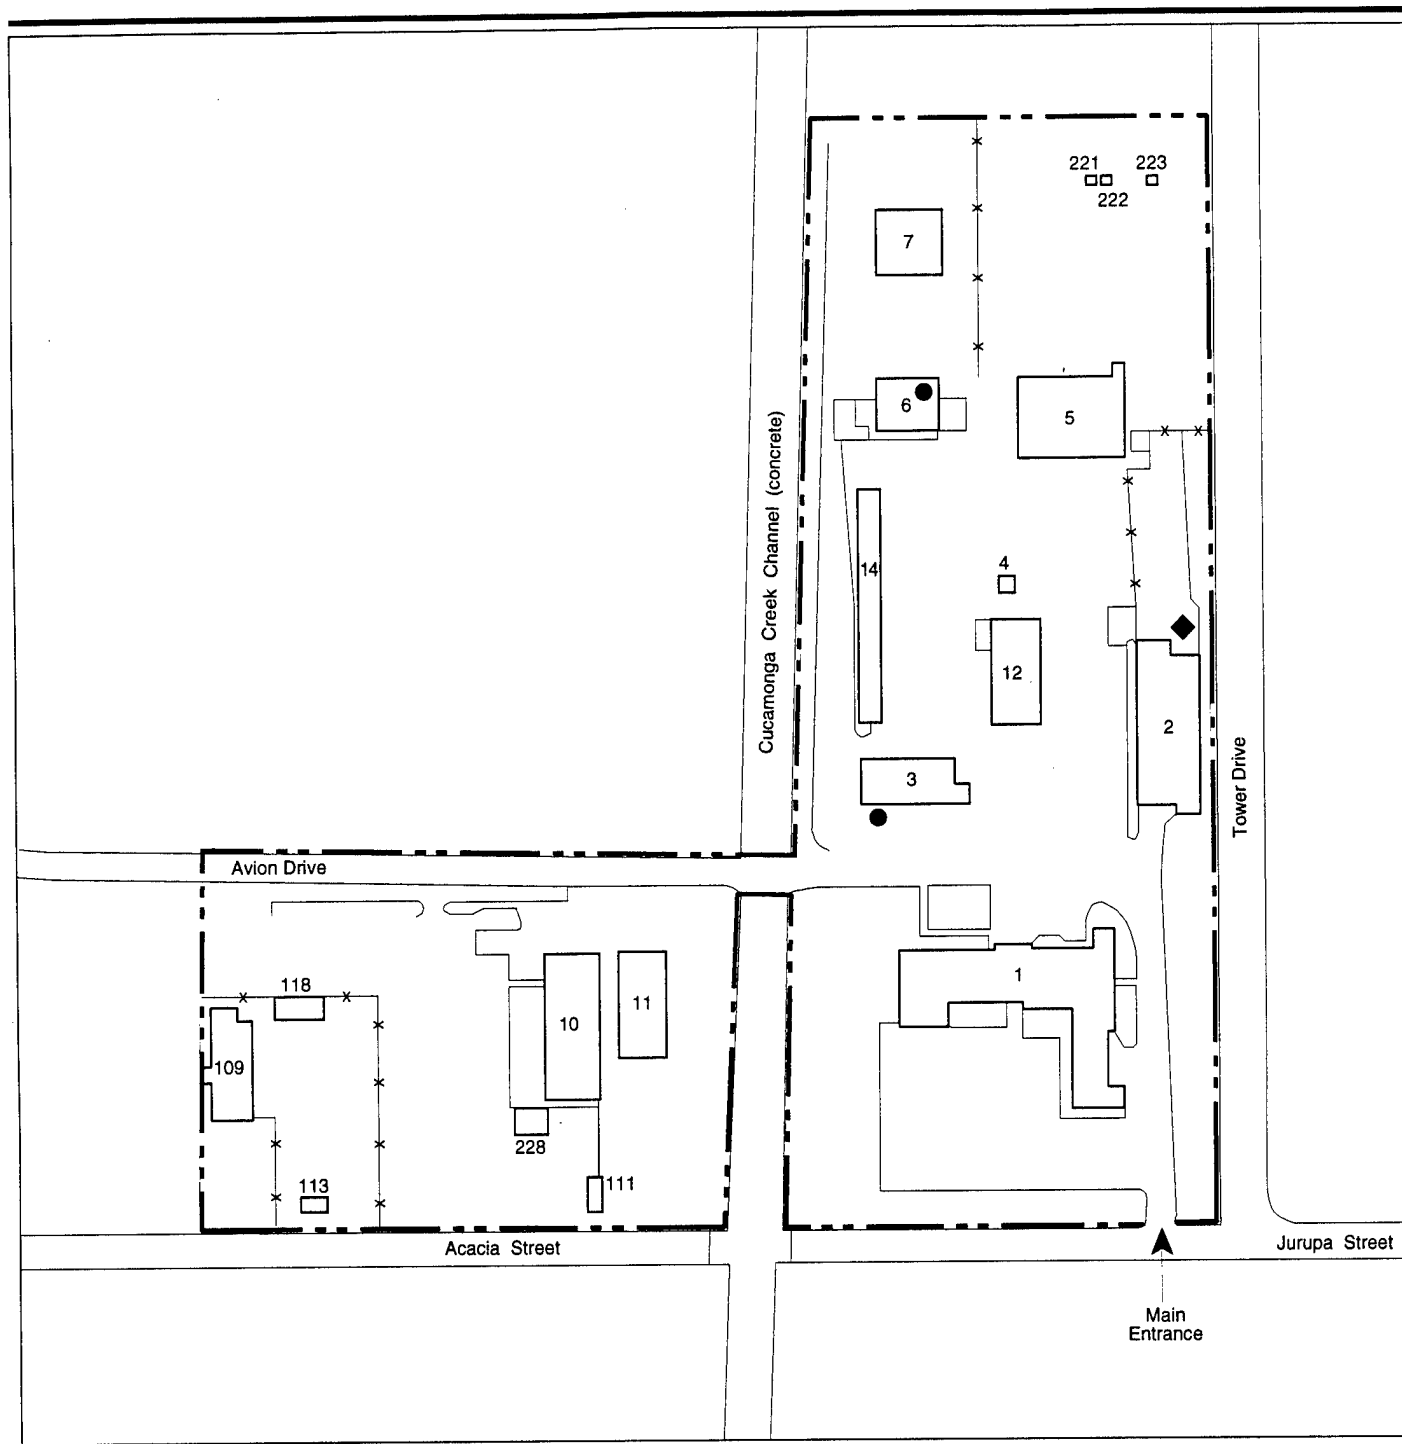 221
223
222
7
6
5
Cucamonga Creek Channel (concrete)
14
4
12
2
3
Tower Drive
Avion Drive
1
118
11
10
109
228
113
111
Acacia Street
Jurupa Street
Main
Entrance